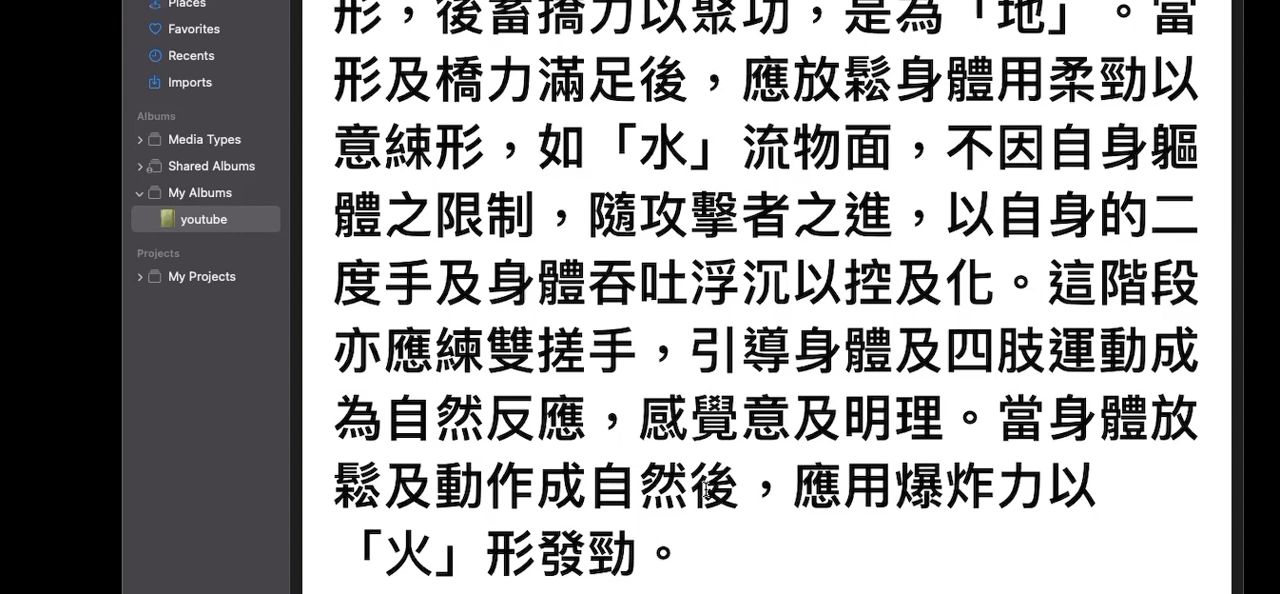 Places
Favorites
Recents
Imports
Albums
Media Types
Shared Albums
My Albums
youtube
Projects
My Projects
形，後蓄撟力以聚功，是為「地」。當
形及橋力滿足後，應放鬆身體用柔勁以
意練形，如「水」流物面，不因自身軀
體之限制，隨攻擊者之進，以自身的二
度手及身體吞吐浮沉以控及化。這階段
亦應練雙搓手，引導身體及四肢運動成
為自然反應，感覺意及明理。當身體放
鬆及動作成自然後，應用爆炸力以
「火」形發勁。